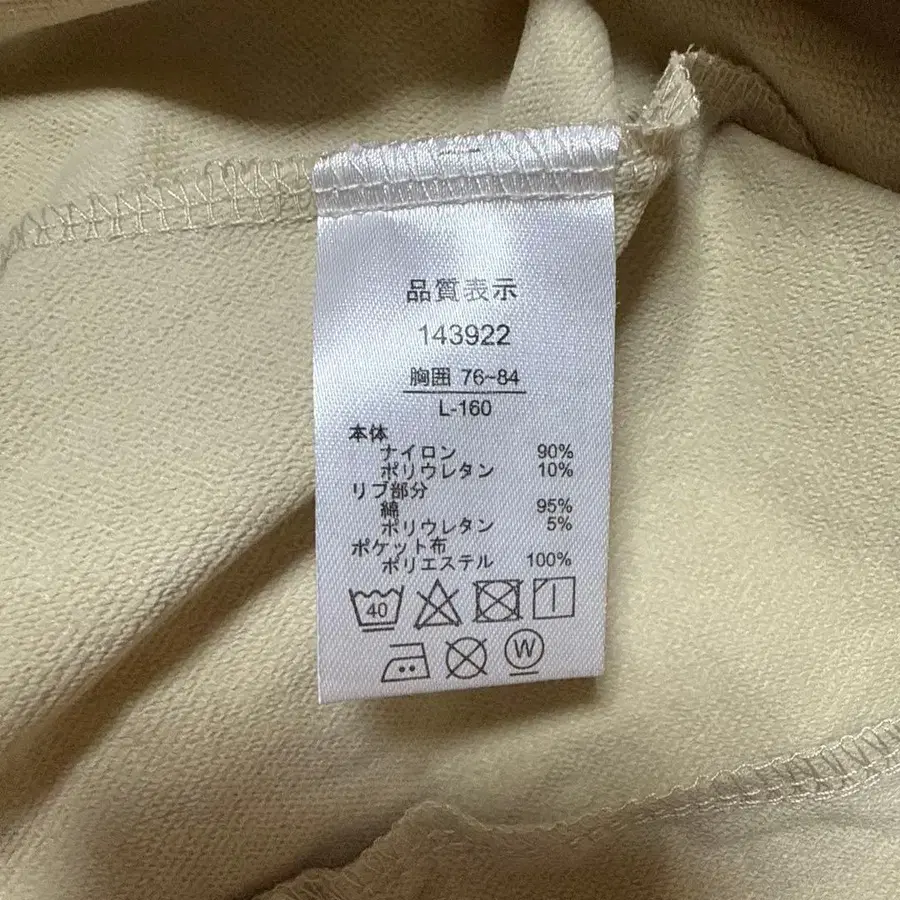 品質表示
143922
胸囲 76~84
L-160
本体
ナイロン 90%
ポリウレタン 10%
リブ部分
綿 95%
ポリウレタン 5%
ポケット布
ポリエステル 100%
40
W